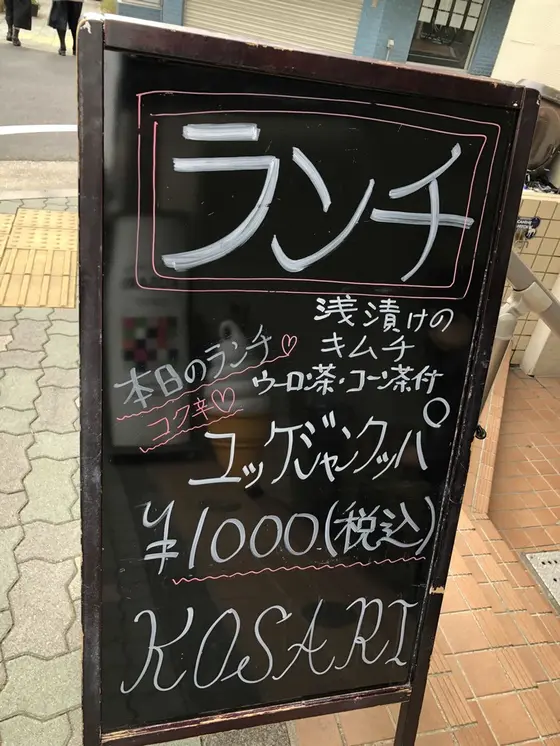 ランチ
浅漬けの
キムチ
ウーロン茶・コーン茶付
本日のランチ♡
コク辛♡
ユッケジャンクッパ
¥1000(税込)
KOSARI